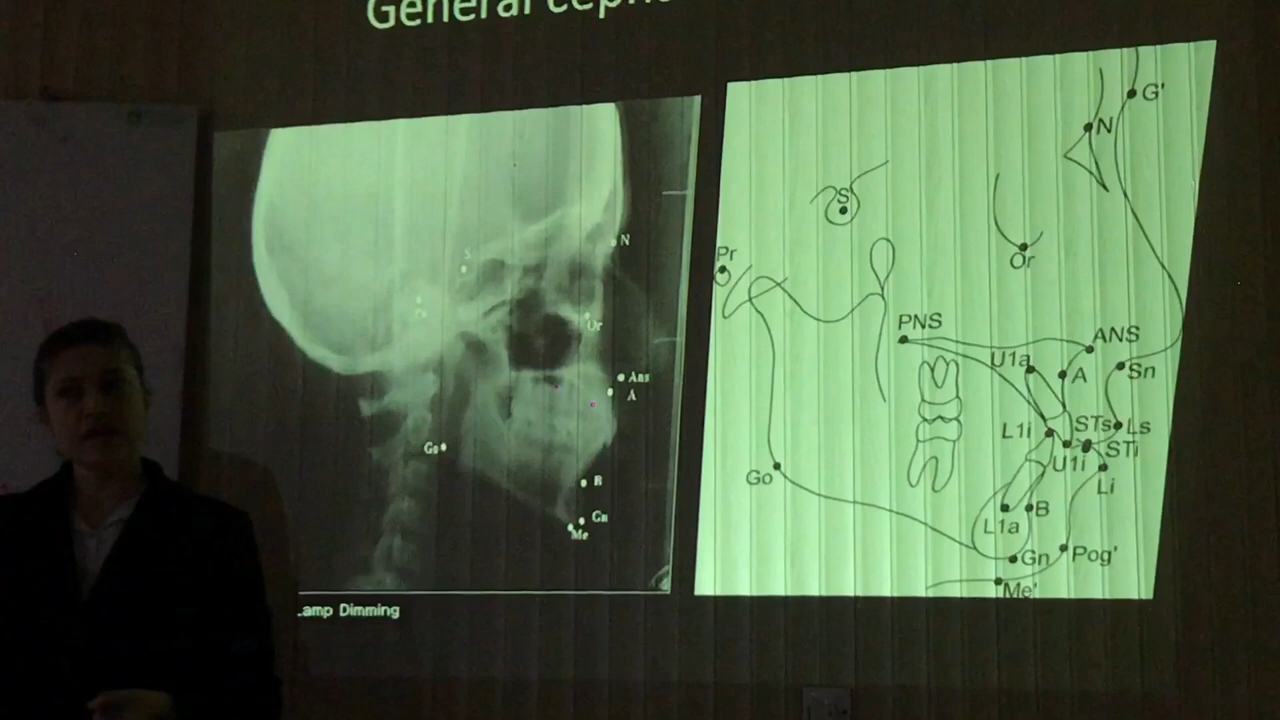 General cepha
N
S
Or
Ans
A
Go
B
Gn
Me
.amp Dimming
G'
N
S
Or
Pr
PNS
ANS
U1a
A
Sn
L1i
STs
Ls
U1i
STi
Li
Go
L1a
B
Gn
Pog'
Me'